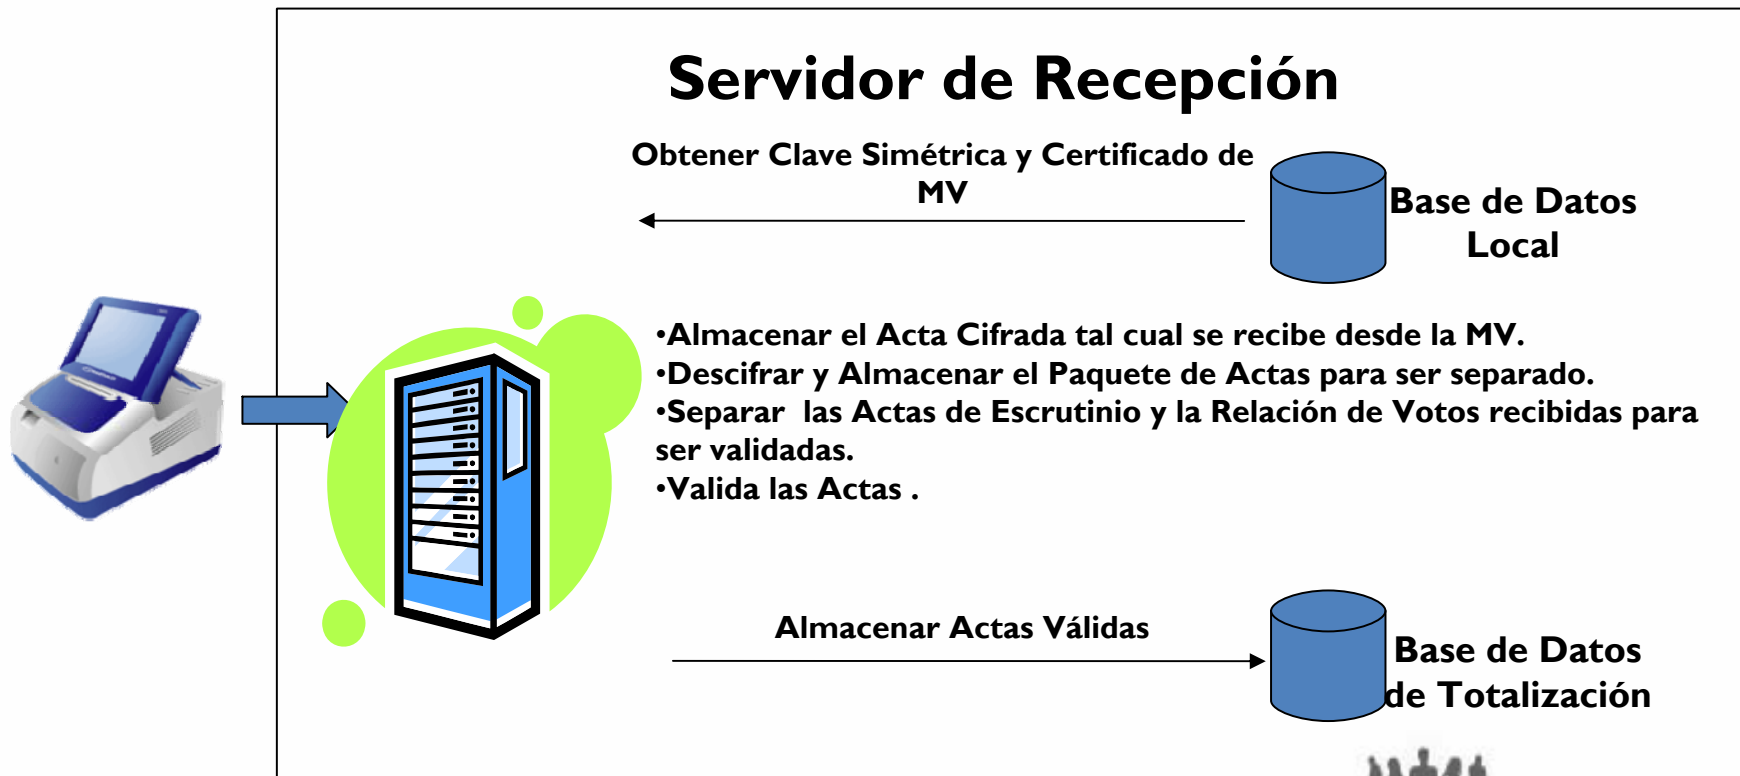 Servidor de Recepción
Obtener Clave Simétrica y Certificado de
MV
Base de Datos
Local
•Almacenar el Acta Cifrada tal cual se recibe desde la MV.
•Descifrar y Almacenar el Paquete de Actas para ser separado.
•Separar  las Actas de Escrutinio y la Relación de Votos recibidas para
ser validadas.
•Valida las Actas .
Almacenar Actas Válidas
Base de Datos
de Totalización